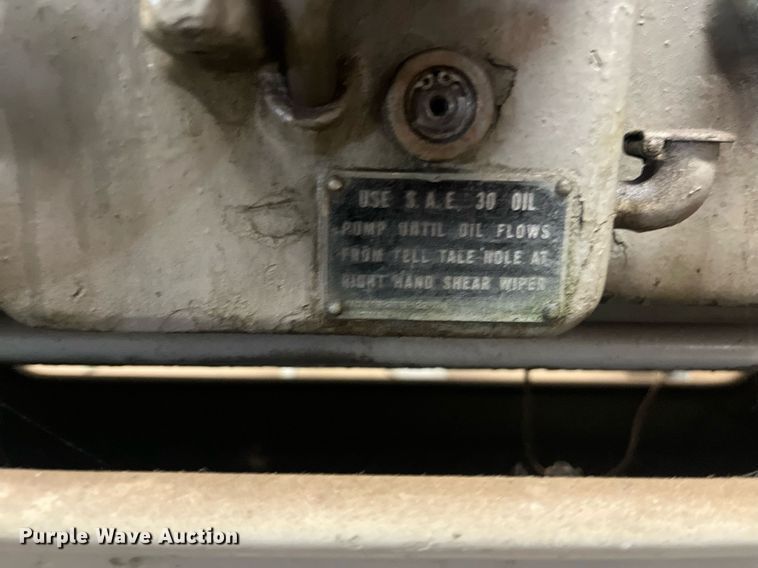 USE S.A.E. 30 OIL
PUMP UNTIL OIL FLOWS
FROM TELL TALE HOLE AT
RIGHT HAND SHEAR WIPER
Purple Wave Auction